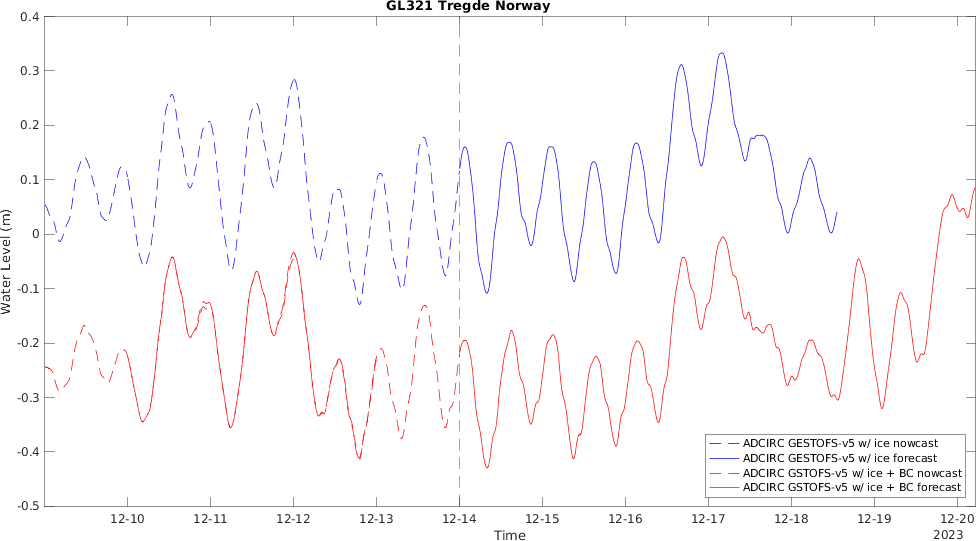 GL321 Tregde Norway
0.4
0.3
0.2
0.1
0
-0.1
-0.2
-0.3
-0.4
-0.5
Water Level (m)
ADCIRC GESTOFS-v5 w/ ice nowcast
ADCIRC GESTOFS-v5 w/ ice forecast
ADCIRC GSTOFS-v5 w/ ice + BC nowcast
ADCIRC GSTOFS-v5 w/ ice + BC forecast
12-10 12-11 12-12 12-13 12-14 12-15 12-16 12-17 12-18 12-19 12-20
Time
2023